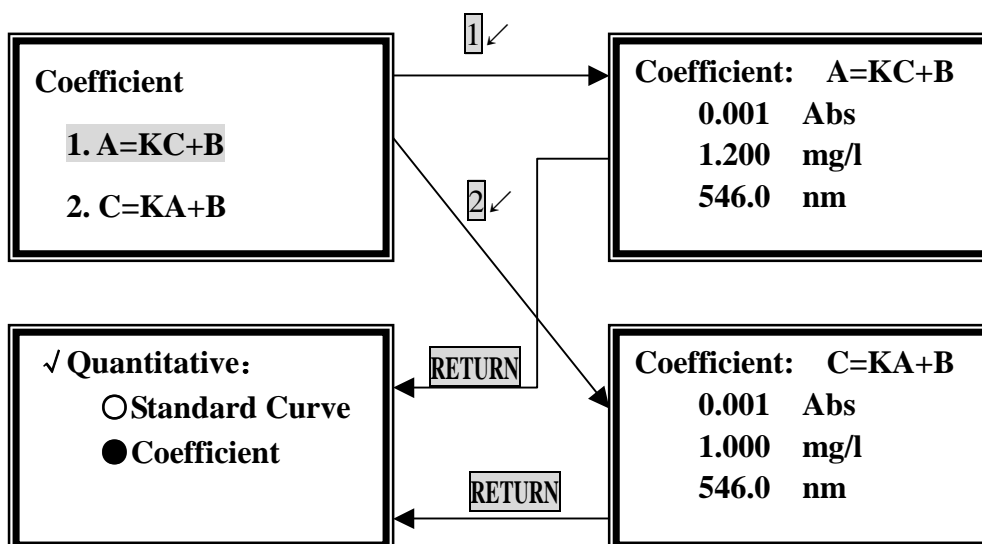 1↙
Coefficient
1. A=KC+B
2. C=KA+B
Coefficient: A=KC+B
0.001 Abs
1.200 mg/l
546.0 nm
2↙
√ Quantitative：
○Standard Curve
●Coefficient
RETURN
RETURN
Coefficient: C=KA+B
0.001 Abs
1.000 mg/l
546.0 nm